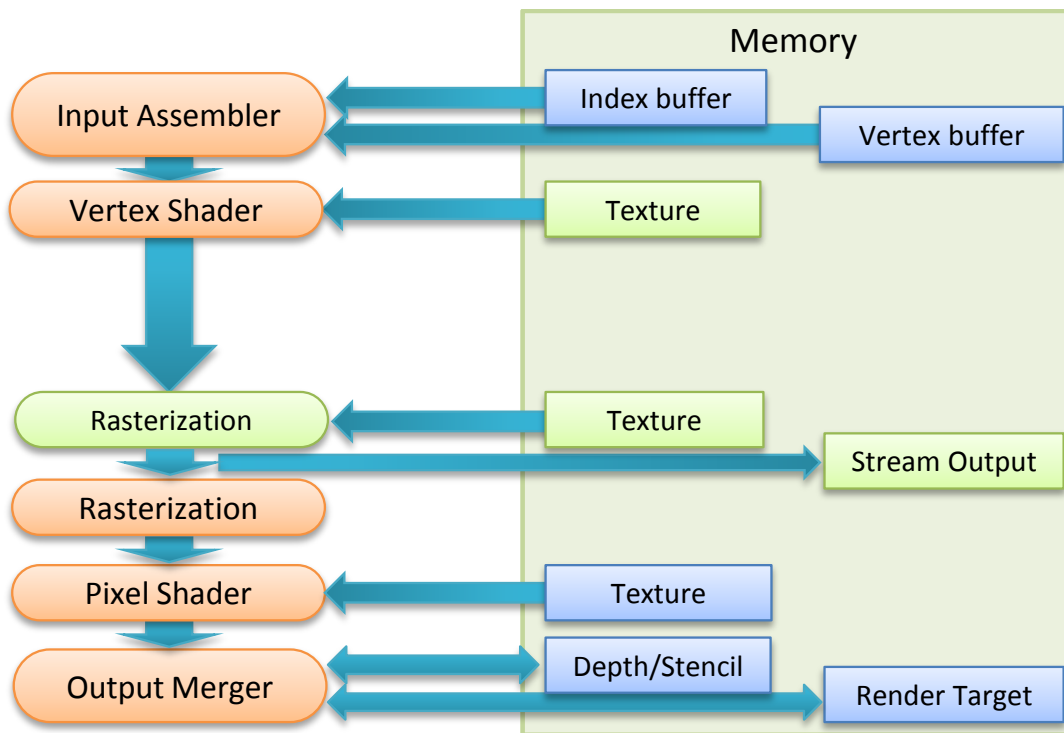 Memory
Input Assembler
Index buffer
Vertex buffer
Vertex Shader
Texture
Rasterization
Texture
Stream Output
Rasterization
Pixel Shader
Texture
Output Merger
Depth/Stencil
Render Target